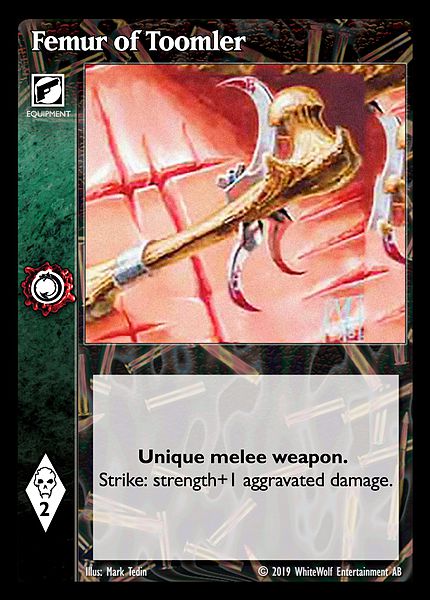 Femur of Toomler
EQUIPMENT
Unique melee weapon.
Strike: strength+1 aggravated damage.
2
Illus: Mark Tedin
© 2019 WhiteWolf Entertainment AB